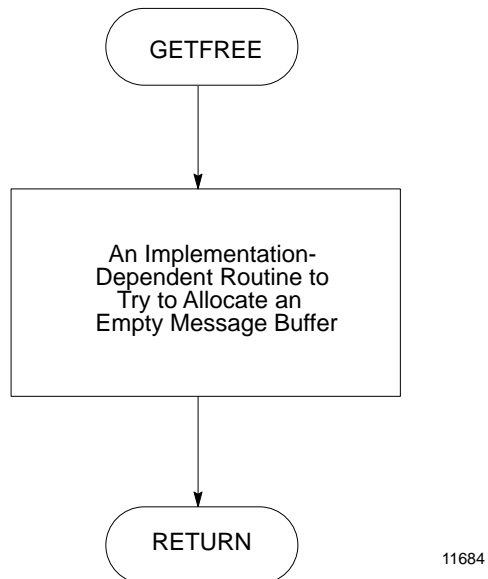 GETFREE
An Implementation-
Dependent Routine to
Try to Allocate an
Empty Message Buffer
RETURN
11684